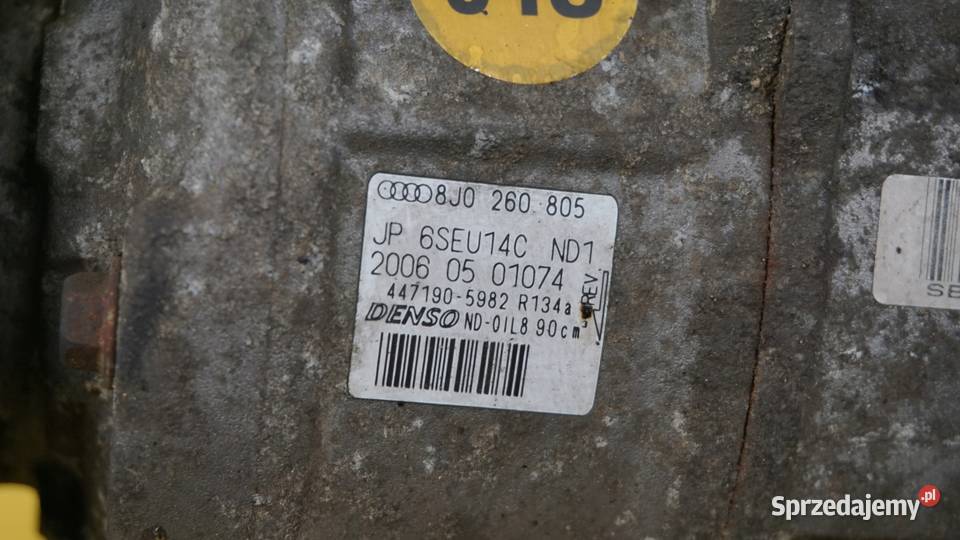 8J0 260 805
JP 6SEU14C ND1
2006 05 01074
447190-5982 R134a
REV
DENSO ND-OIL8 90cm³
SE
Sprzedajemy.pl